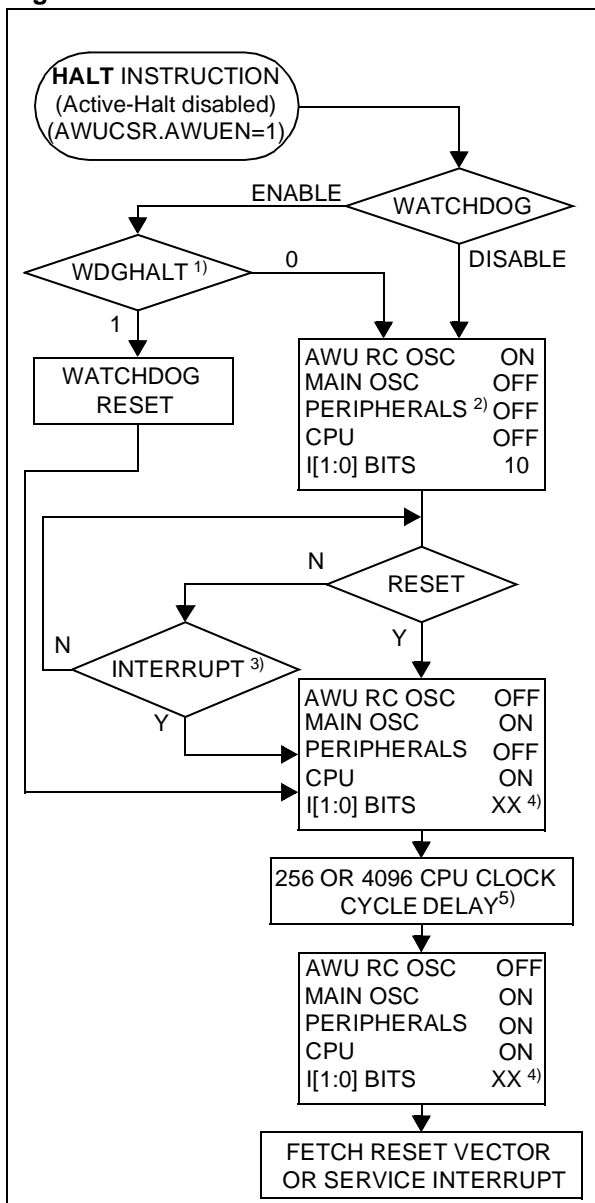 HALT INSTRUCTION
(Active-Halt disabled)
(AWUCSR.AWUEN=1)
ENABLE
WATCHDOG
DISABLE
WDGHALT 1)
0
1
WATCHDOG
RESET
AWU RC OSC ON
MAIN OSC OFF
PERIPHERALS 2) OFF
CPU OFF
I[1:0] BITS 10
N
RESET
Y
N
INTERRUPT 3)
Y
AWU RC OSC OFF
MAIN OSC ON
PERIPHERALS OFF
CPU ON
I[1:0] BITS XX 4)
256 OR 4096 CPU CLOCK
CYCLE DELAY5)
AWU RC OSC OFF
MAIN OSC ON
PERIPHERALS ON
CPU ON
I[1:0] BITS XX 4)
FETCH RESET VECTOR
OR SERVICE INTERRUPT